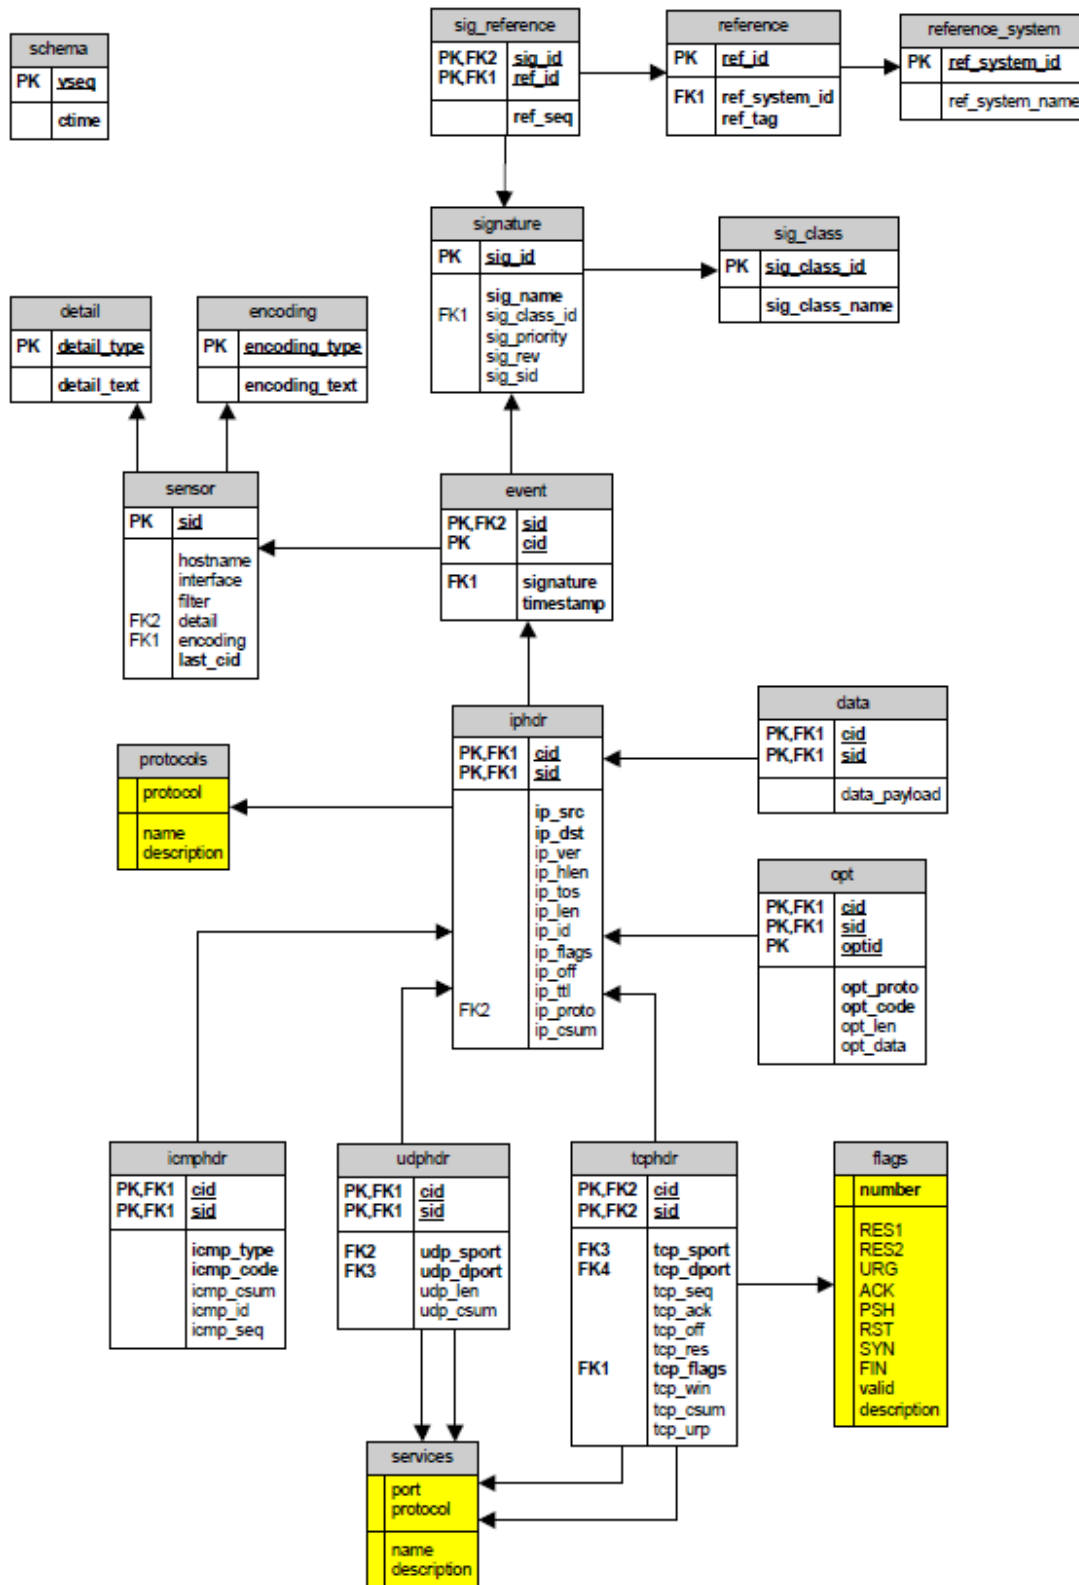 schema
PK vseq
ctime
sig_reference
PK,FK2 sig_id
PK,FK1 ref_id
ref_seq
reference
PK ref_id
FK1 ref_system_id
ref_tag
reference_system
PK ref_system_id
ref_system_name
signature
PK sig_id
sig_name
FK1 sig_class_id
sig_priority
sig_rev
sig_sid
sig_class
PK sig_class_id
sig_class_name
detail
PK detail_type
detail_text
encoding
PK encoding_type
encoding_text
sensor
PK sid
hostname
interface
filter
FK2 detail
FK1 encoding
last_cid
event
PK,FK2 sid
PK cid
FK1 signature
timestamp
iphdr
PK,FK1 cid
PK,FK1 sid
ip_src
ip_dst
ip_ver
ip_hlen
ip_tos
ip_len
ip_id
ip_flags
ip_off
ip_ttl
FK2 ip_proto
ip_csum
protocols
protocol
name
description
data
PK,FK1 cid
PK,FK1 sid
data_payload
opt
PK,FK1 cid
PK,FK1 sid
PK optid
opt_proto
opt_code
opt_len
opt_data
icmphdr
PK,FK1 cid
PK,FK1 sid
icmp_type
icmp_code
icmp_csum
icmp_id
icmp_seq
udphdr
PK,FK1 cid
PK,FK1 sid
FK2 udp_sport
FK3 udp_dport
udp_len
udp_csum
tcphdr
PK,FK2 cid
PK,FK2 sid
FK3 tcp_sport
FK4 tcp_dport
tcp_seq
tcp_ack
tcp_off
tcp_res
FK1 tcp_flags
tcp_win
tcp_csum
tcp_urp
flags
number
RES1
RES2
URG
ACK
PSH
RST
SYN
FIN
valid
description
services
port
protocol
name
description